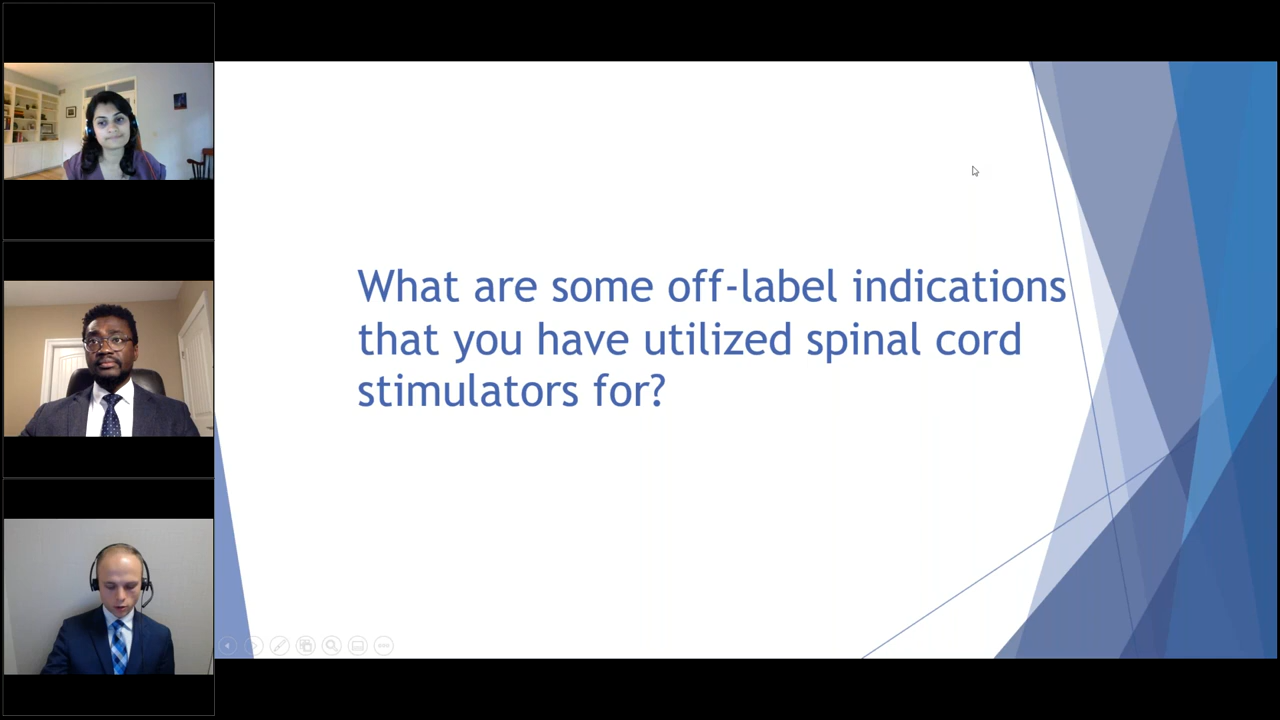 What are some off-label indications
that you have utilized spinal cord
stimulators for?